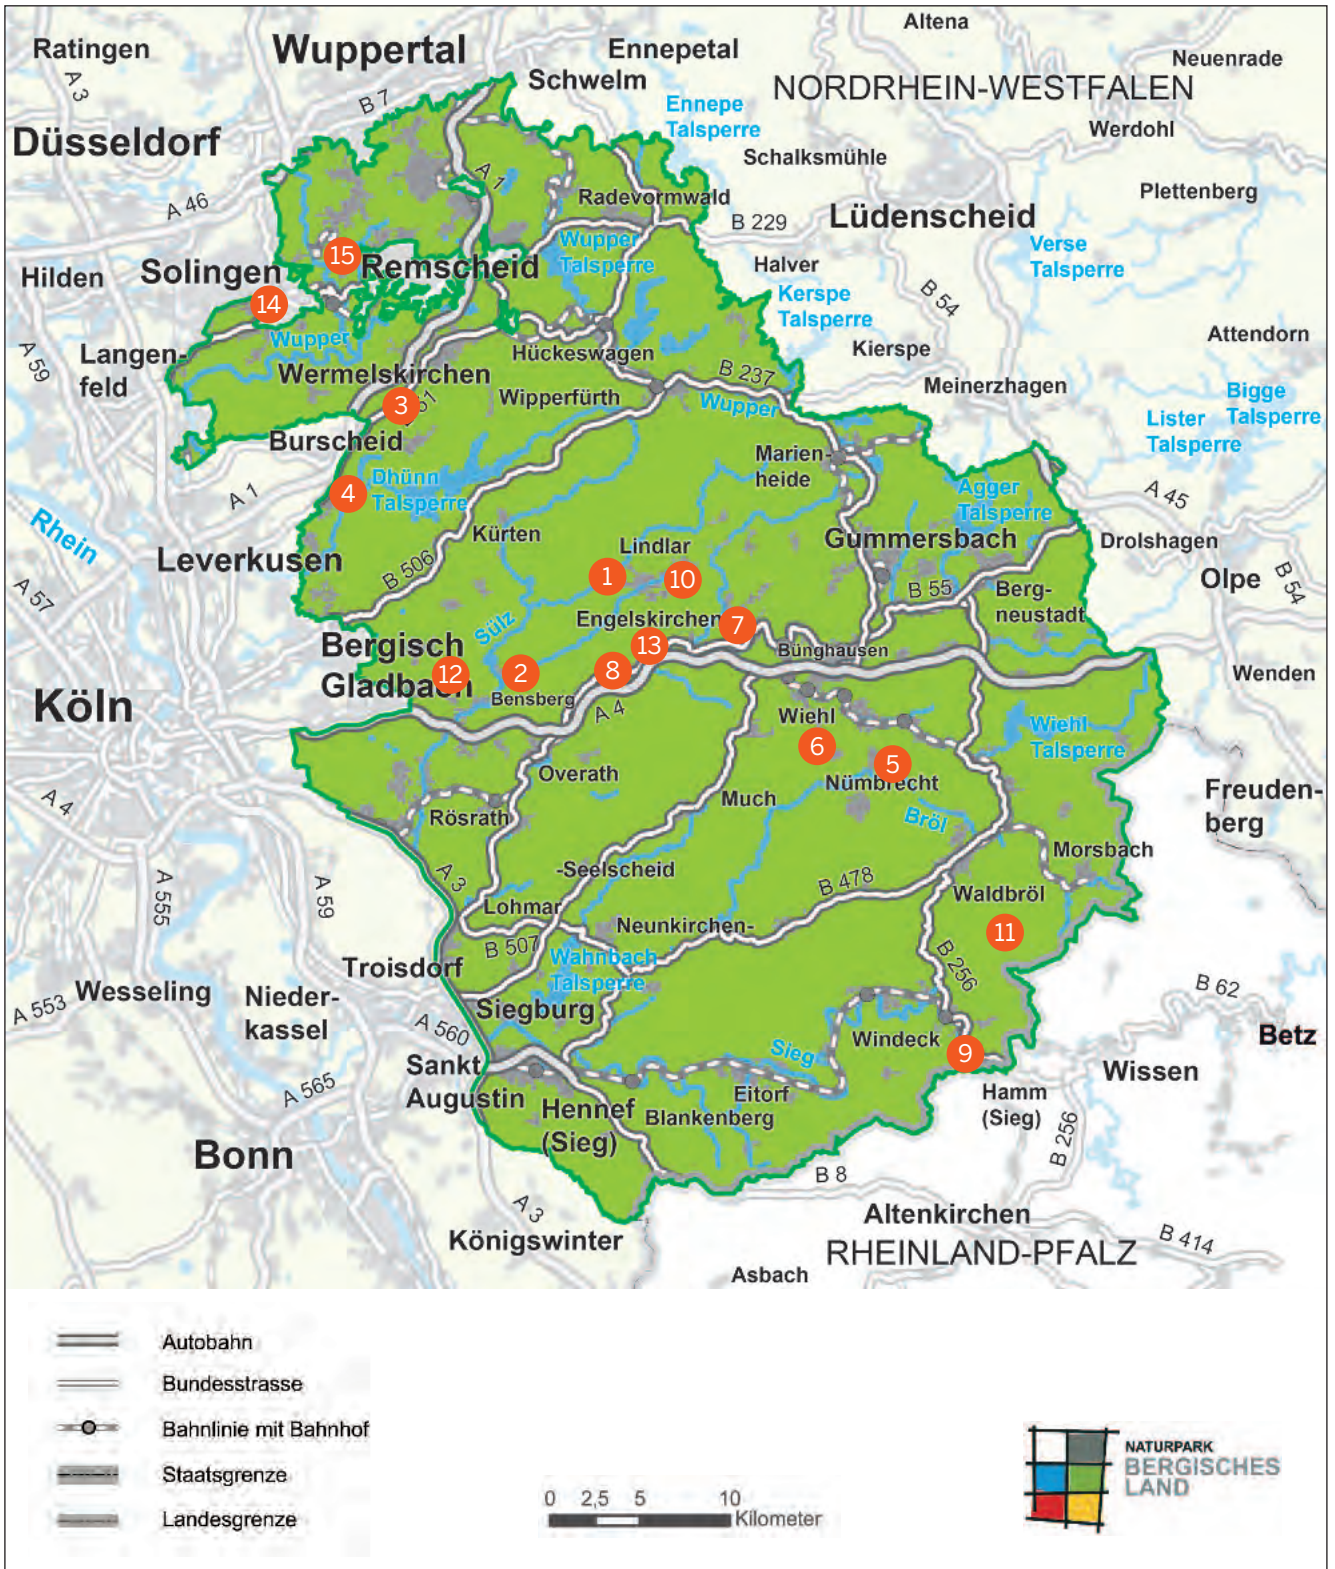 Altena
Ratingen
Wuppertal
Ennepetal
Neuenrade
Schwelm
A 3
NORDRHEIN-WESTFALEN
B 7
Ennepe
Talsperre
Werdohl
Düsseldorf
Schalksmühle
A 1
Radevormwald
Plettenberg
A 46
B 229
Lüdenscheid
Wupper
Talsperre
Verse
Talsperre
15
Remscheid
Hilden
Solingen
Halver
14
Kerspe
Talsperre
B 54
Wupper
Attendorn
Langen-
feld
A 59
Hückeswagen
Kierspe
Wermelskirchen
B 237
Meinerzhagen
Wipperfürth
Bigge
Talsperre
3
51
Wupper
Lister
Talsperre
Burscheid
Marien-
heide
Dhünn
Talsperre
4
A 1
Agger
Talsperre
A 45
Rhein
Kürten
Gummersbach
Drolshagen
Lindlar
Leverkusen
B 506
1
10
Olpe
B 54
A 57
B 55
Berg-
neustadt
Sülz
Engelskirchen
7
Bergisch
Gladbach
13
Bünghausen
12
2
8
Wenden
Bensberg
Köln
A 4
Wiehl
Wiehl
Talsperre
6
5
Overath
Nümbrecht
Freuden-
berg
A 4
Much
Rösrath
Bröl
Morsbach
A 3
-Seelscheid
B 478
A 555
A 59
Waldbröl
Lohmar
Neunkirchen-
11
B 507
Wahnbach
Talsperre
B 256
Troisdorf
B 62
Wesseling
Nieder-
kassel
A 553
Siegburg
A 560
Betz
Windeck
Sieg
9
Sankt
Augustin
Wissen
A 565
Eitorf
Hamm
(Sieg)
Hennef
(Sieg)
Blankenberg
B 256
Bonn
B 8
A 3
Altenkirchen
Königswinter
B 414
RHEINLAND-PFALZ
Asbach
Autobahn
Bundesstrasse
Bahnlinie mit Bahnhof
Staatsgrenze
Landesgrenze
0 2,5 5 10
Kilometer
NATURPARK
BERGISCHES
LAND